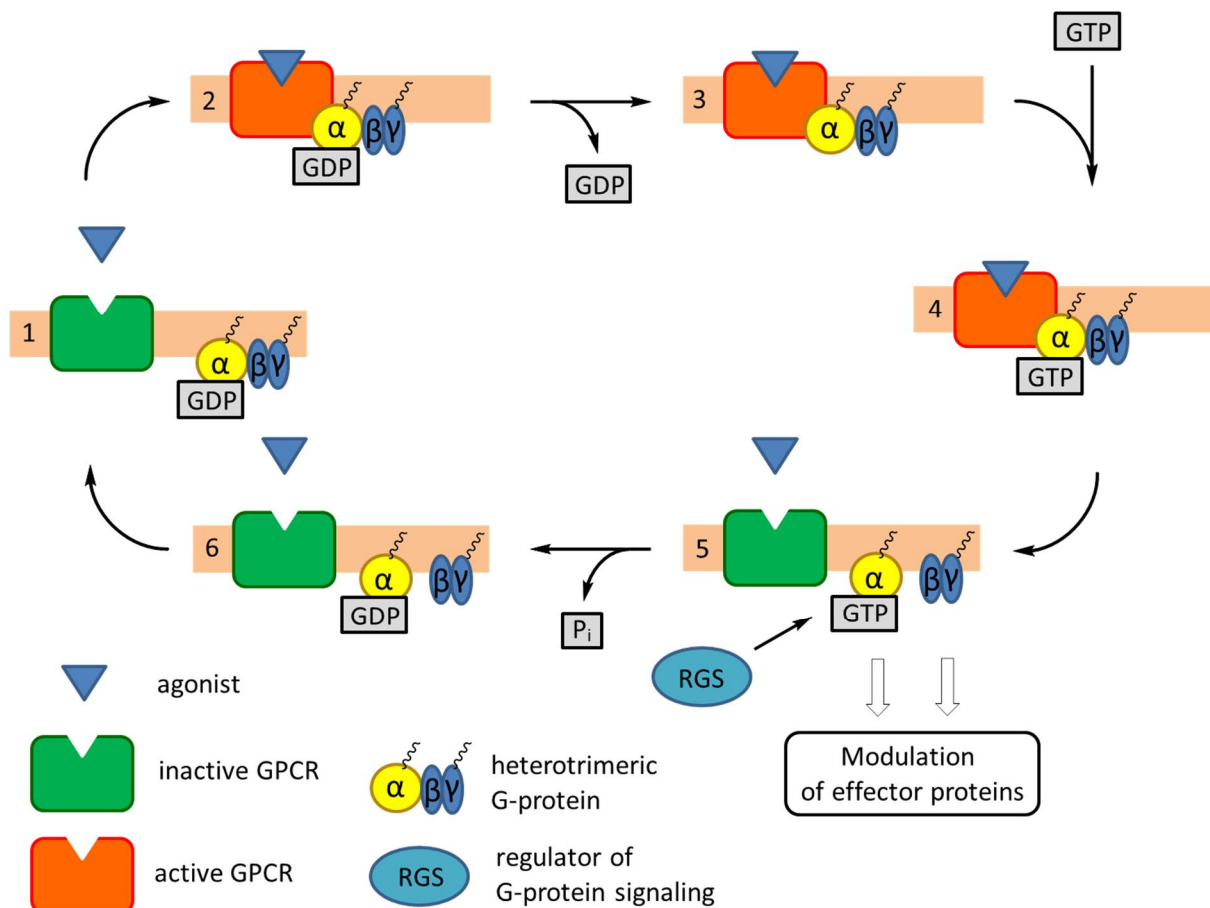 GTP
2
α
βγ
GDP
GDP
3
α
βγ
1
α
βγ
GDP
4
α
βγ
GTP
6
α
βγ
GDP
Pi
5
α
βγ
GTP
RGS
Modulation
of effector proteins
agonist
inactive GPCR
active GPCR
α
βγ
heterotrimeric
G-protein
RGS
regulator of
G-protein signaling